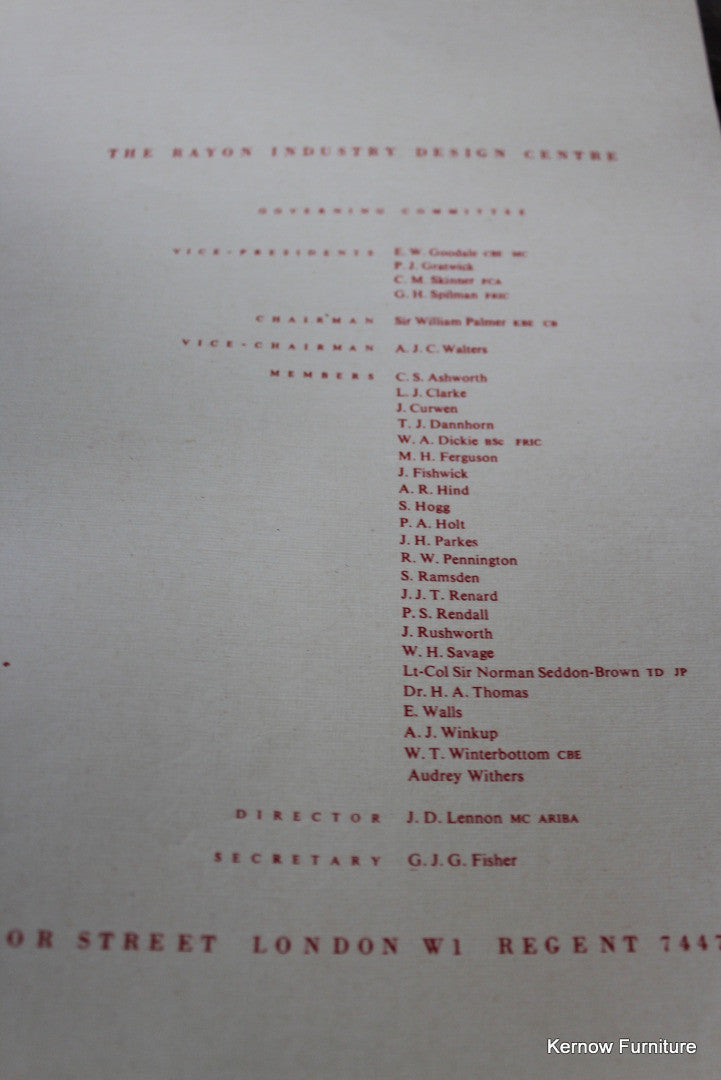 THE RAYON INDUSTRY DESIGN CENTRE
GOVERNING COMMITTEE
VICE-PRESIDENTS E. W. Goodale CBE MC
P. J. Gratwick
C. M. Skinner FCA
G. H. Spilman FRIC
CHAIRMAN Sir William Palmer KBE CB
VICE-CHAIRMAN A. J. C. Walters
MEMBERS C. S. Ashworth
L. J. Clarke
J. Curwen
T. J. Dannhorn
W. A. Dickie BSc FRIC
M. H. Ferguson
J. Fishwick
A. R. Hind
S. Hogg
P. A. Holt
J. H. Parkes
R. W. Pennington
S. Ramsden
J. J. T. Renard
P. S. Rendall
J. Rushworth
W. H. Savage
Lt-Col Sir Norman Seddon-Brown TD JP
Dr. H. A. Thomas
E. Walls
A. J. Winkup
W. T. Winterbottom CBE
Audrey Withers
DIRECTOR J. D. Lennon MC ARIBA
SECRETARY G. J. G. Fisher
OR STREET LONDON W1 REGENT 7447
Kernow Furniture